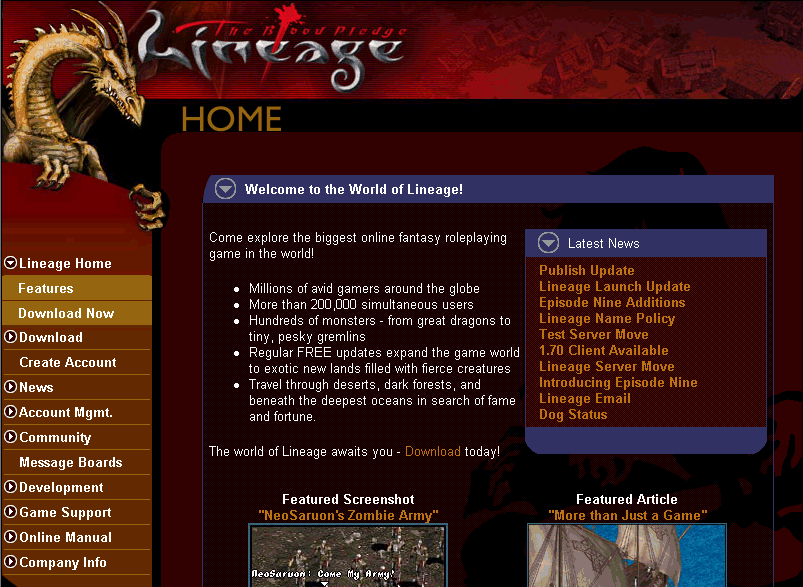 The Blood Pledge
Lineage
HOME
Lineage Home
Features
Download Now
Download
Create Account
News
Account Mgmt.
Community
Message Boards
Development
Game Support
Online Manual
Company Info
Welcome to the World of Lineage!
Come explore the biggest online fantasy roleplaying
game in the world!
Millions of avid gamers around the globe
More than 200,000 simultaneous users
Hundreds of monsters - from great dragons to
tiny, pesky gremlins
Regular FREE updates expand the game world
to exotic new lands filled with fierce creatures
Travel through deserts, dark forests, and
beneath the deepest oceans in search of fame
and fortune.
The world of Lineage awaits you - Download today!
Latest News
Publish Update
Lineage Launch Update
Episode Nine Additions
Lineage Name Policy
Test Server Move
1.70 Client Available
Lineage Server Move
Introducing Episode Nine
Lineage Email
Dog Status
Featured Screenshot
"NeoSaruon's Zombie Army"
NeoSaruon: Come My Army!
Featured Article
"More than Just a Game"